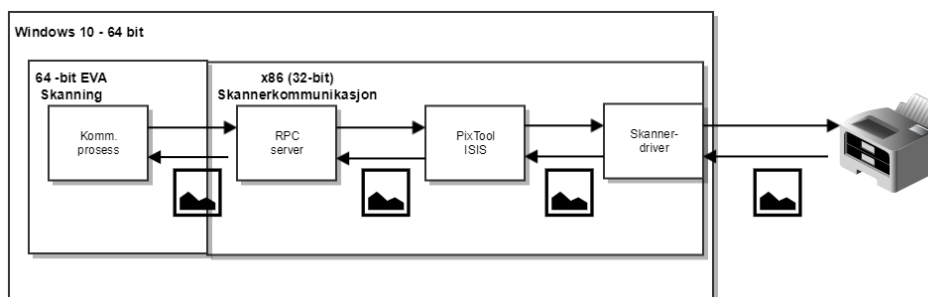 Windows 10 - 64 bit
64 -bit EVA
Skanning
x86 (32-bit)
Skannerkommunikasjon
Komm.
prosess
RPC
server
PixTool
ISIS
Skanner-
driver